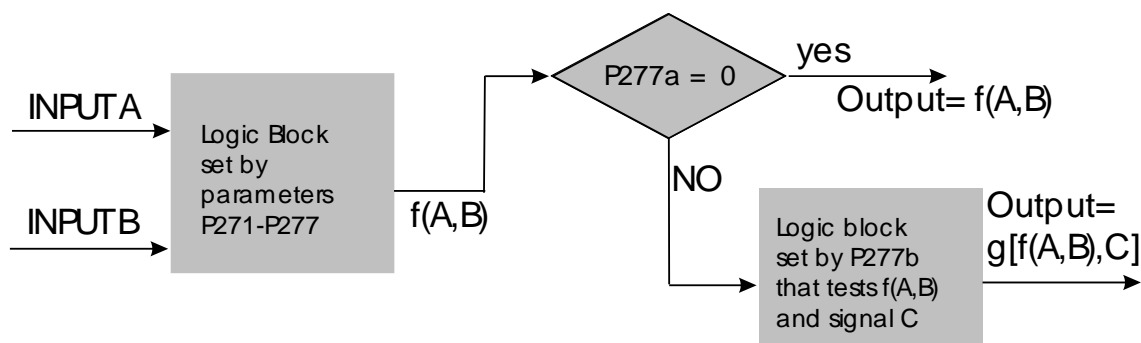 INPUT A
INPUT B
Logic Block
set by
parameters
P271-P277
f(A,B)
P277a = 0
yes
Output= f(A,B)
NO
Logic block
set by P277b
that tests f(A,B)
and signal C
Output=
g[f(A,B),C]